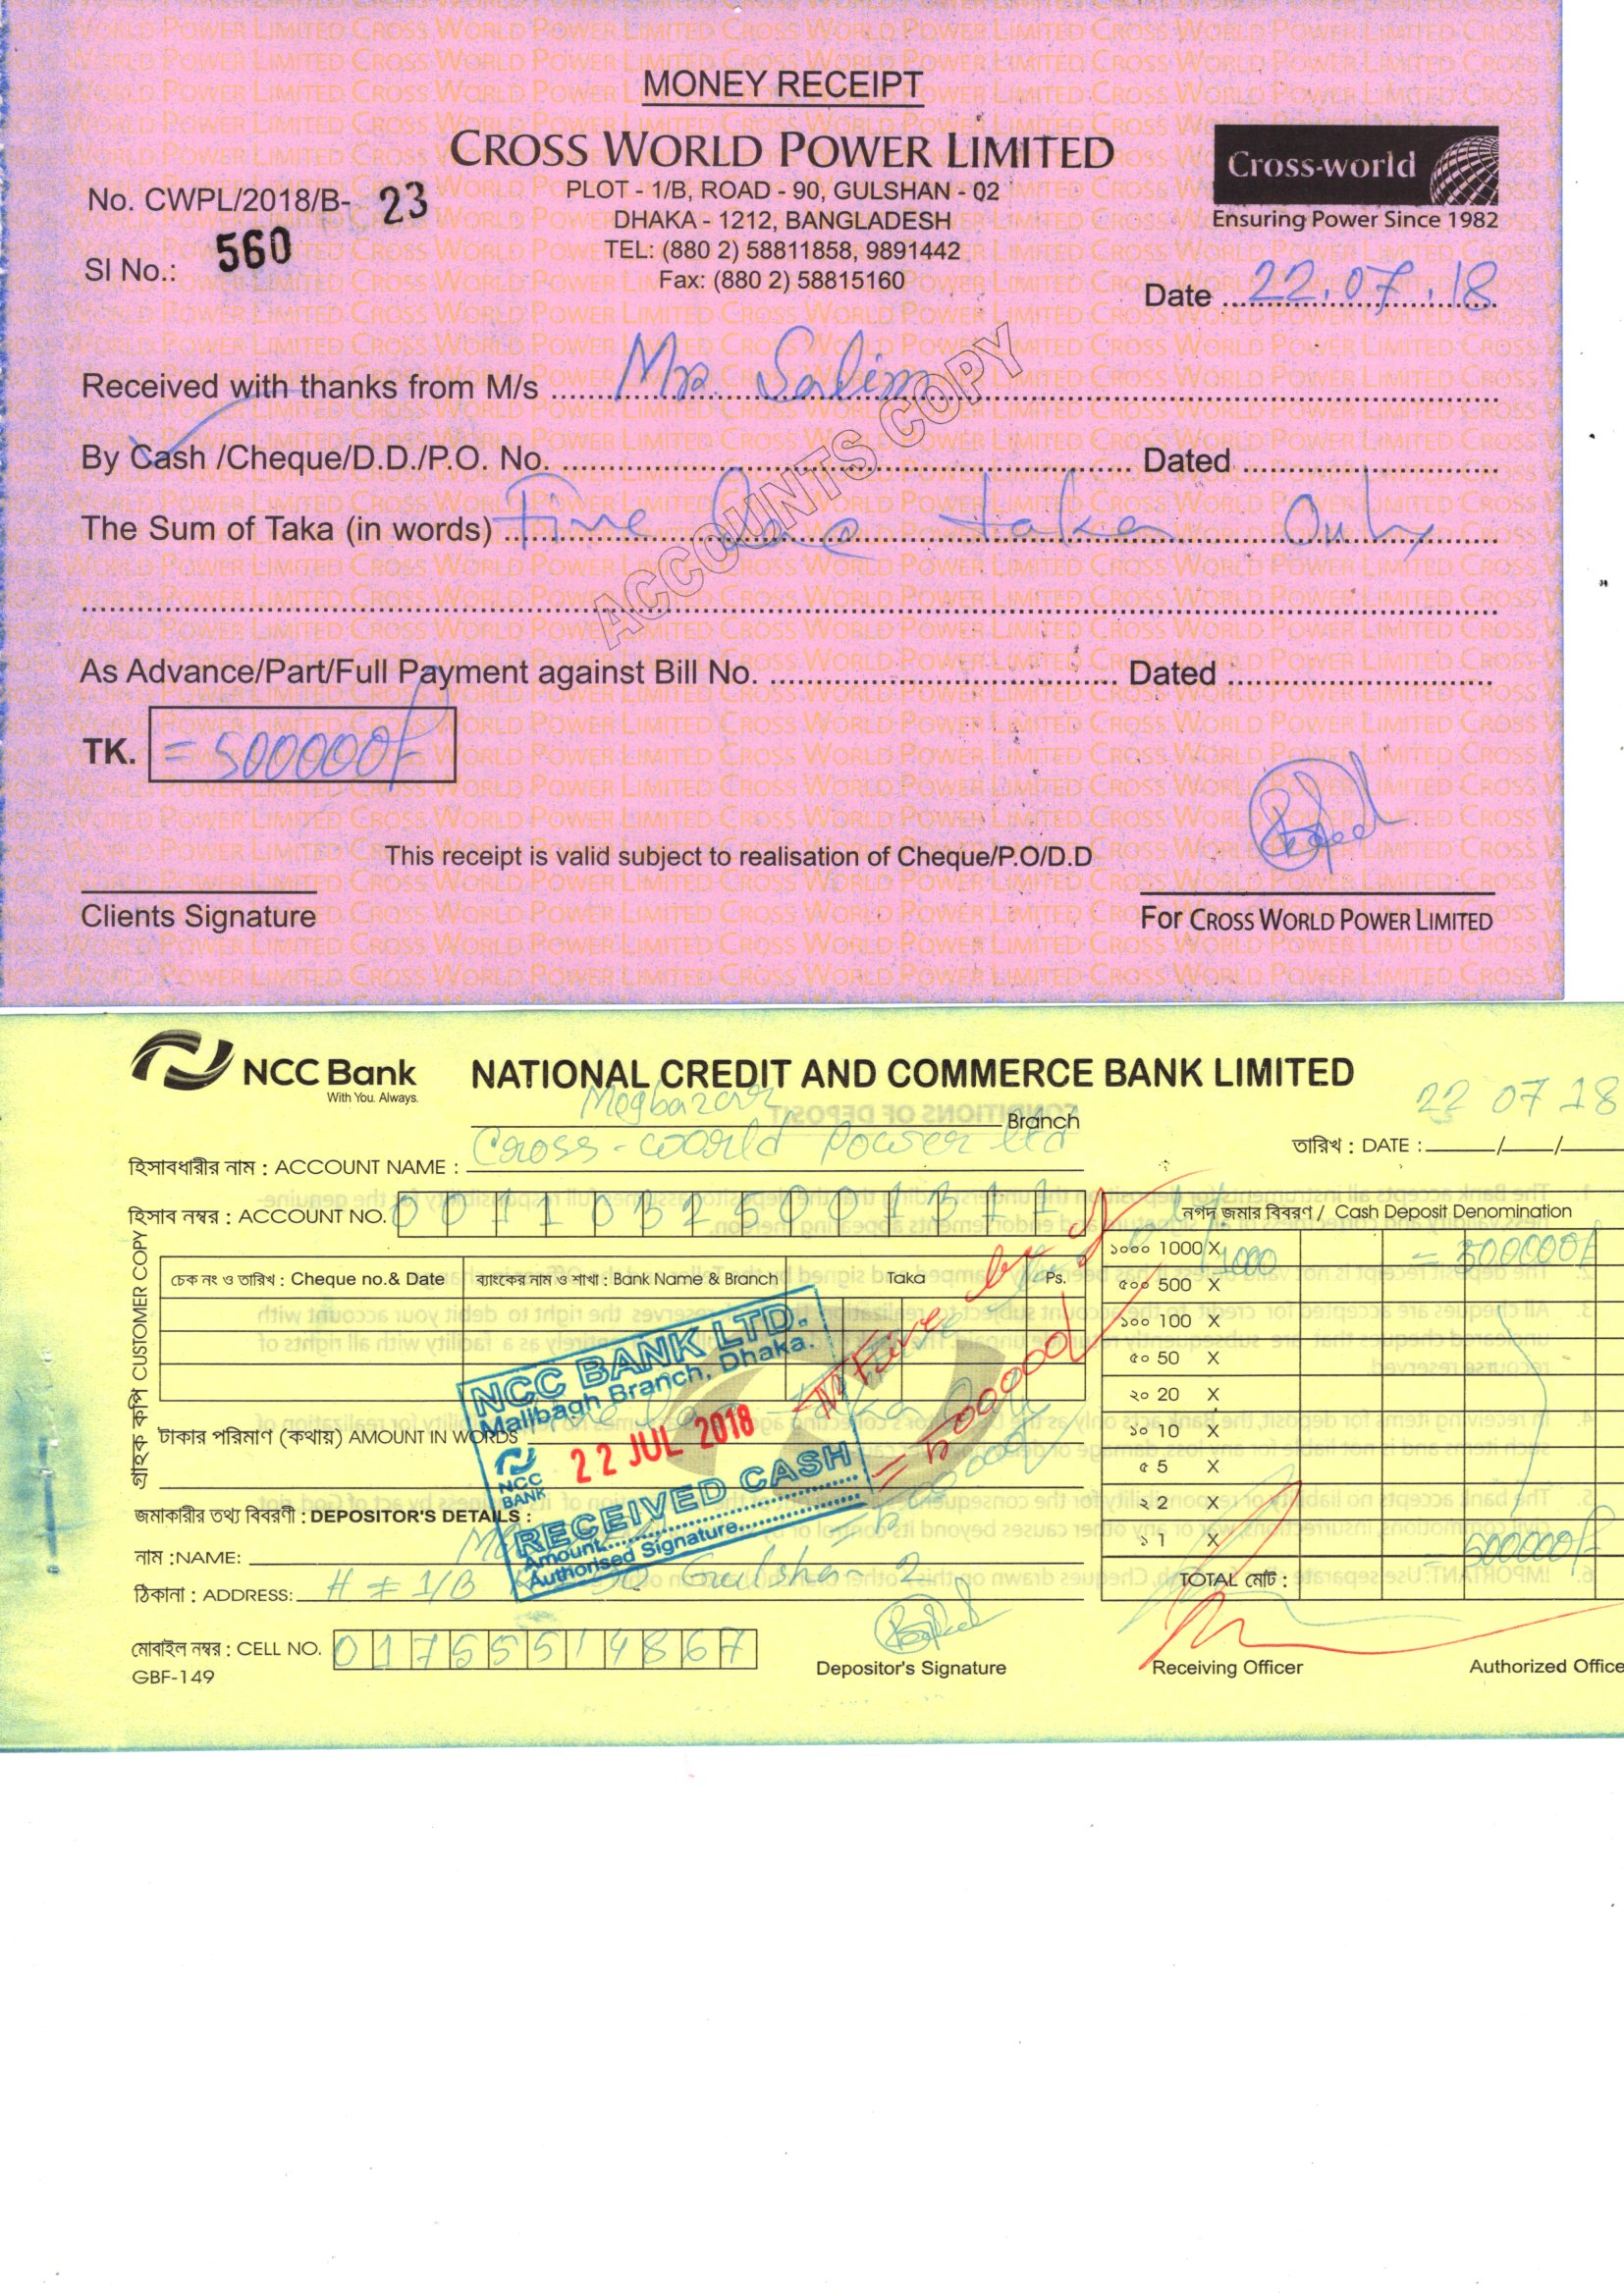 MONEY RECEIPT
CROSS WORLD POWER LIMITED
PLOT - 1/B, ROAD - 90, GULSHAN - 02
DHAKA - 1212, BANGLADESH
TEL: (880 2) 58811858, 9891442
Fax: (880 2) 58815160
Cross-world
Ensuring Power Since 1982
No. CWPL/2018/B- 23
Sl No.: 560
Date 22.07.18
Received with thanks from M/s Mr. Salim
By Cash /Cheque/D.D./P.O. No. Dated
The Sum of Taka (in words) Five Lac taka Only
ACCOUNTS COPY
As Advance/Part/Full Payment against Bill No. Dated
TK. = 500000/-
This receipt is valid subject to realisation of Cheque/P.O/D.D
Clients Signature
For CROSS WORLD POWER LIMITED
NCC Bank
With You. Always.
NATIONAL CREDIT AND COMMERCE BANK LIMITED
Mogbazar Branch
22 07 18
তারিখ : DATE : / /
হিসাবধারীর নাম : ACCOUNT NAME : Cross-world Power Ltd
হিসাব নম্বর : ACCOUNT NO.
নগদ জমার বিবরণ / Cash Deposit Denomination
চেক নং ও তারিখ : Cheque no.& Date ব্যাংকের নাম ও শাখা : Bank Name & Branch Taka Ps.
১০০০ 1000 X = 500000/-
৫০০ 500 X
১০০ 100 X
৫০ 50 X
২০ 20 X
১০ 10 X
৫ 5 X
২ 2 X
১ 1 X
TOTAL মোট : = 500000/-
গ্রাহক কপি CUSTOMER COPY
NCC BANK LTD.
Malibagh Branch, Dhaka.
22 JUL 2018
NCC BANK
RECEIVED CASH
Amount
Authorised Signature
Five
= 500000/
টাকার পরিমাণ (কথায়) AMOUNT IN WORDS
জমাকারীর তথ্য বিবরণী : DEPOSITOR'S DETAILS :
নাম :NAME:
ঠিকানা : ADDRESS: H # 1/B Gulshan-2
মোবাইল নম্বর : CELL NO. 01755514867
GBF-149
Depositor's Signature
Receiving Officer
Authorized Office